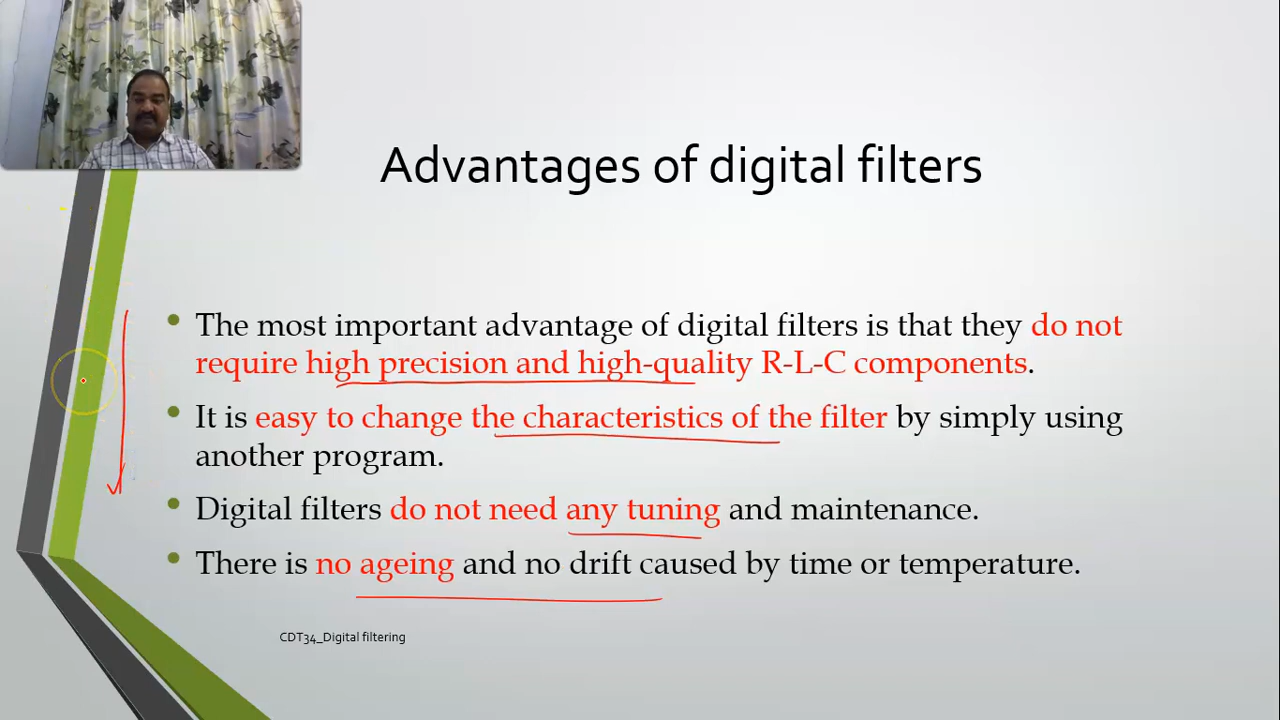 Advantages of digital filters
• The most important advantage of digital filters is that they do not
require high precision and high-quality R-L-C components.
• It is easy to change the characteristics of the filter by simply using
another program.
• Digital filters do not need any tuning and maintenance.
• There is no ageing and no drift caused by time or temperature.
CDT34_Digital filtering